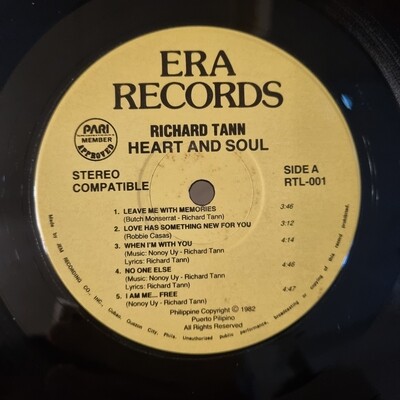 ERA
RECORDS
PARI
MEMBER
APPROVED
RICHARD TANN
HEART AND SOUL
STEREO
COMPATIBLE
SIDE A
RTL-001
1. LEAVE ME WITH MEMORIES 3:46
(Butch Monserrat - Richard Tann)
2. LOVE HAS SOMETHING NEW FOR YOU 3:12
(Robbie Casas)
3. WHEN I'M WITH YOU 4:14
Music: Nonoy Uy - Richard Tann
Lyrics: Richard Tann
4. NO ONE ELSE 4:46
(Music: Nonoy Uy - Richard Tann
Lyrics: Richard Tann)
5. I AM ME... FREE 4:47
(Nonoy Uy - Richard Tann)
Philippine Copyright © 1982
Puerto Pilipino
All Rights Reserved
Made by ERA RECORDING CO., INC., Cubao, Quezon City, Phils. Unauthorized public performance, broadcasting or copying of this record prohibited.